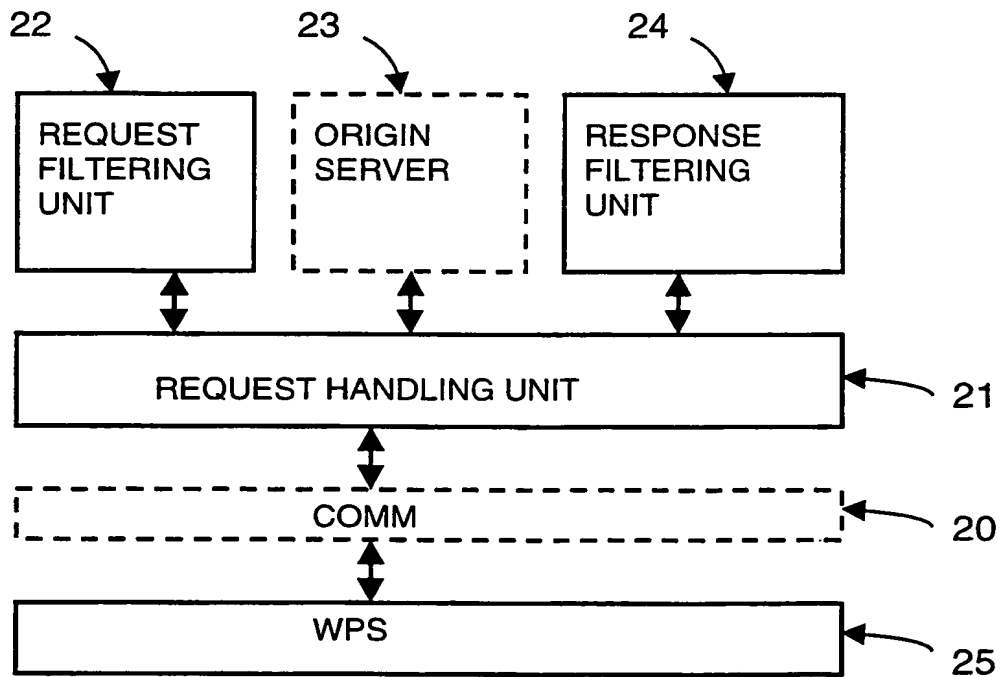 22
23
24
REQUEST
FILTERING
UNIT
ORIGIN
SERVER
RESPONSE
FILTERING
UNIT
REQUEST HANDLING UNIT
21
COMM
20
WPS
25